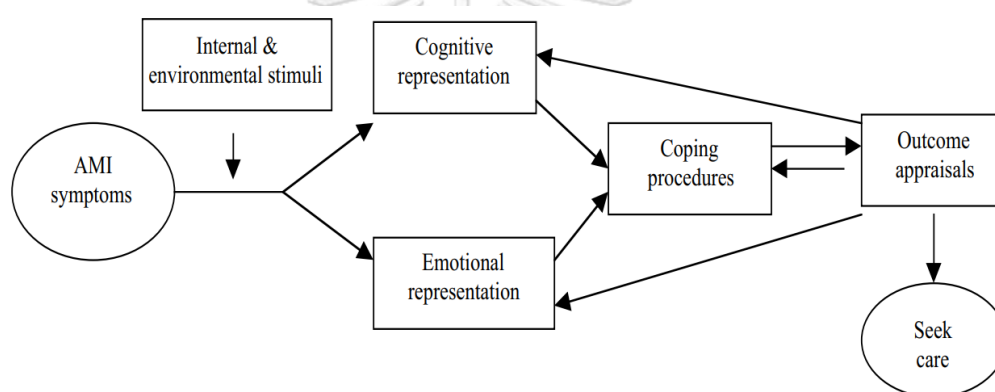 Internal &
environmental stimuli
Cognitive
representation
AMI
symptoms
Coping
procedures
Outcome
appraisals
Emotional
representation
Seek
care